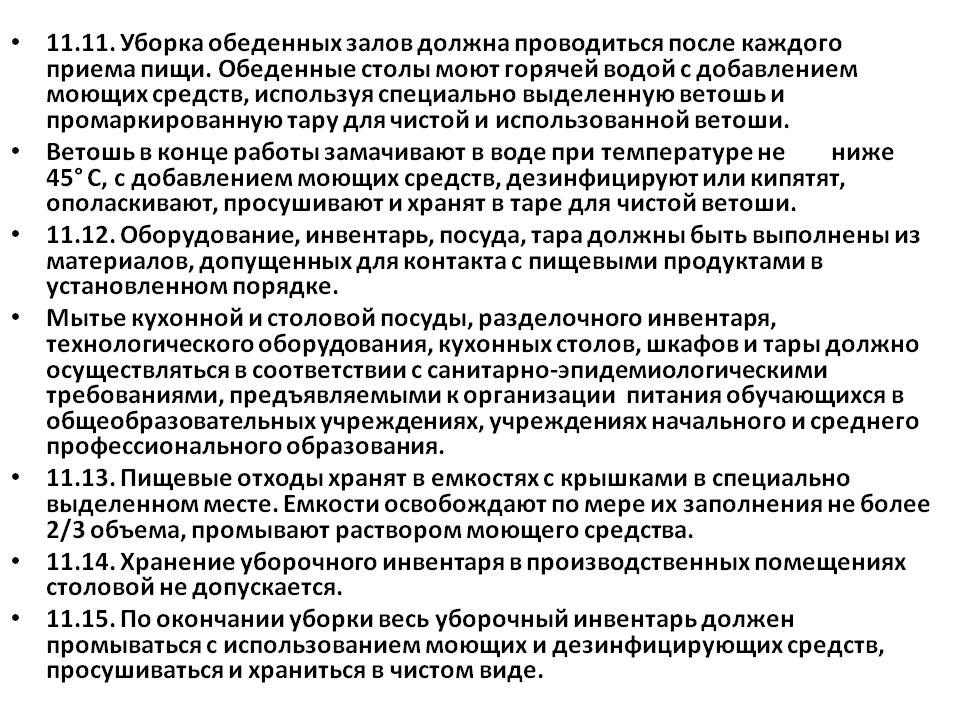 • 11.11. Уборка обеденных залов должна проводиться после каждого
приема пищи. Обеденные столы моют горячей водой с добавлением
моющих средств, используя специально выделенную ветошь и
промаркированную тару для чистой и использованной ветоши.
• Ветошь в конце работы замачивают в воде при температуре не ниже
45° С, с добавлением моющих средств, дезинфицируют или кипятят,
ополаскивают, просушивают и хранят в таре для чистой ветоши.
• 11.12. Оборудование, инвентарь, посуда, тара должны быть выполнены из
материалов, допущенных для контакта с пищевыми продуктами в
установленном порядке.
• Мытье кухонной и столовой посуды, разделочного инвентаря,
технологического оборудования, кухонных столов, шкафов и тары должно
осуществляться в соответствии с санитарно-эпидемиологическими
требованиями, предъявляемыми к организации питания обучающихся в
общеобразовательных учреждениях, учреждениях начального и среднего
профессионального образования.
• 11.13. Пищевые отходы хранят в емкостях с крышками в специально
выделенном месте. Емкости освобождают по мере их заполнения не более
2/3 объема, промывают раствором моющего средства.
• 11.14. Хранение уборочного инвентаря в производственных помещениях
столовой не допускается.
• 11.15. По окончании уборки весь уборочный инвентарь должен
промываться с использованием моющих и дезинфицирующих средств,
просушиваться и храниться в чистом виде.